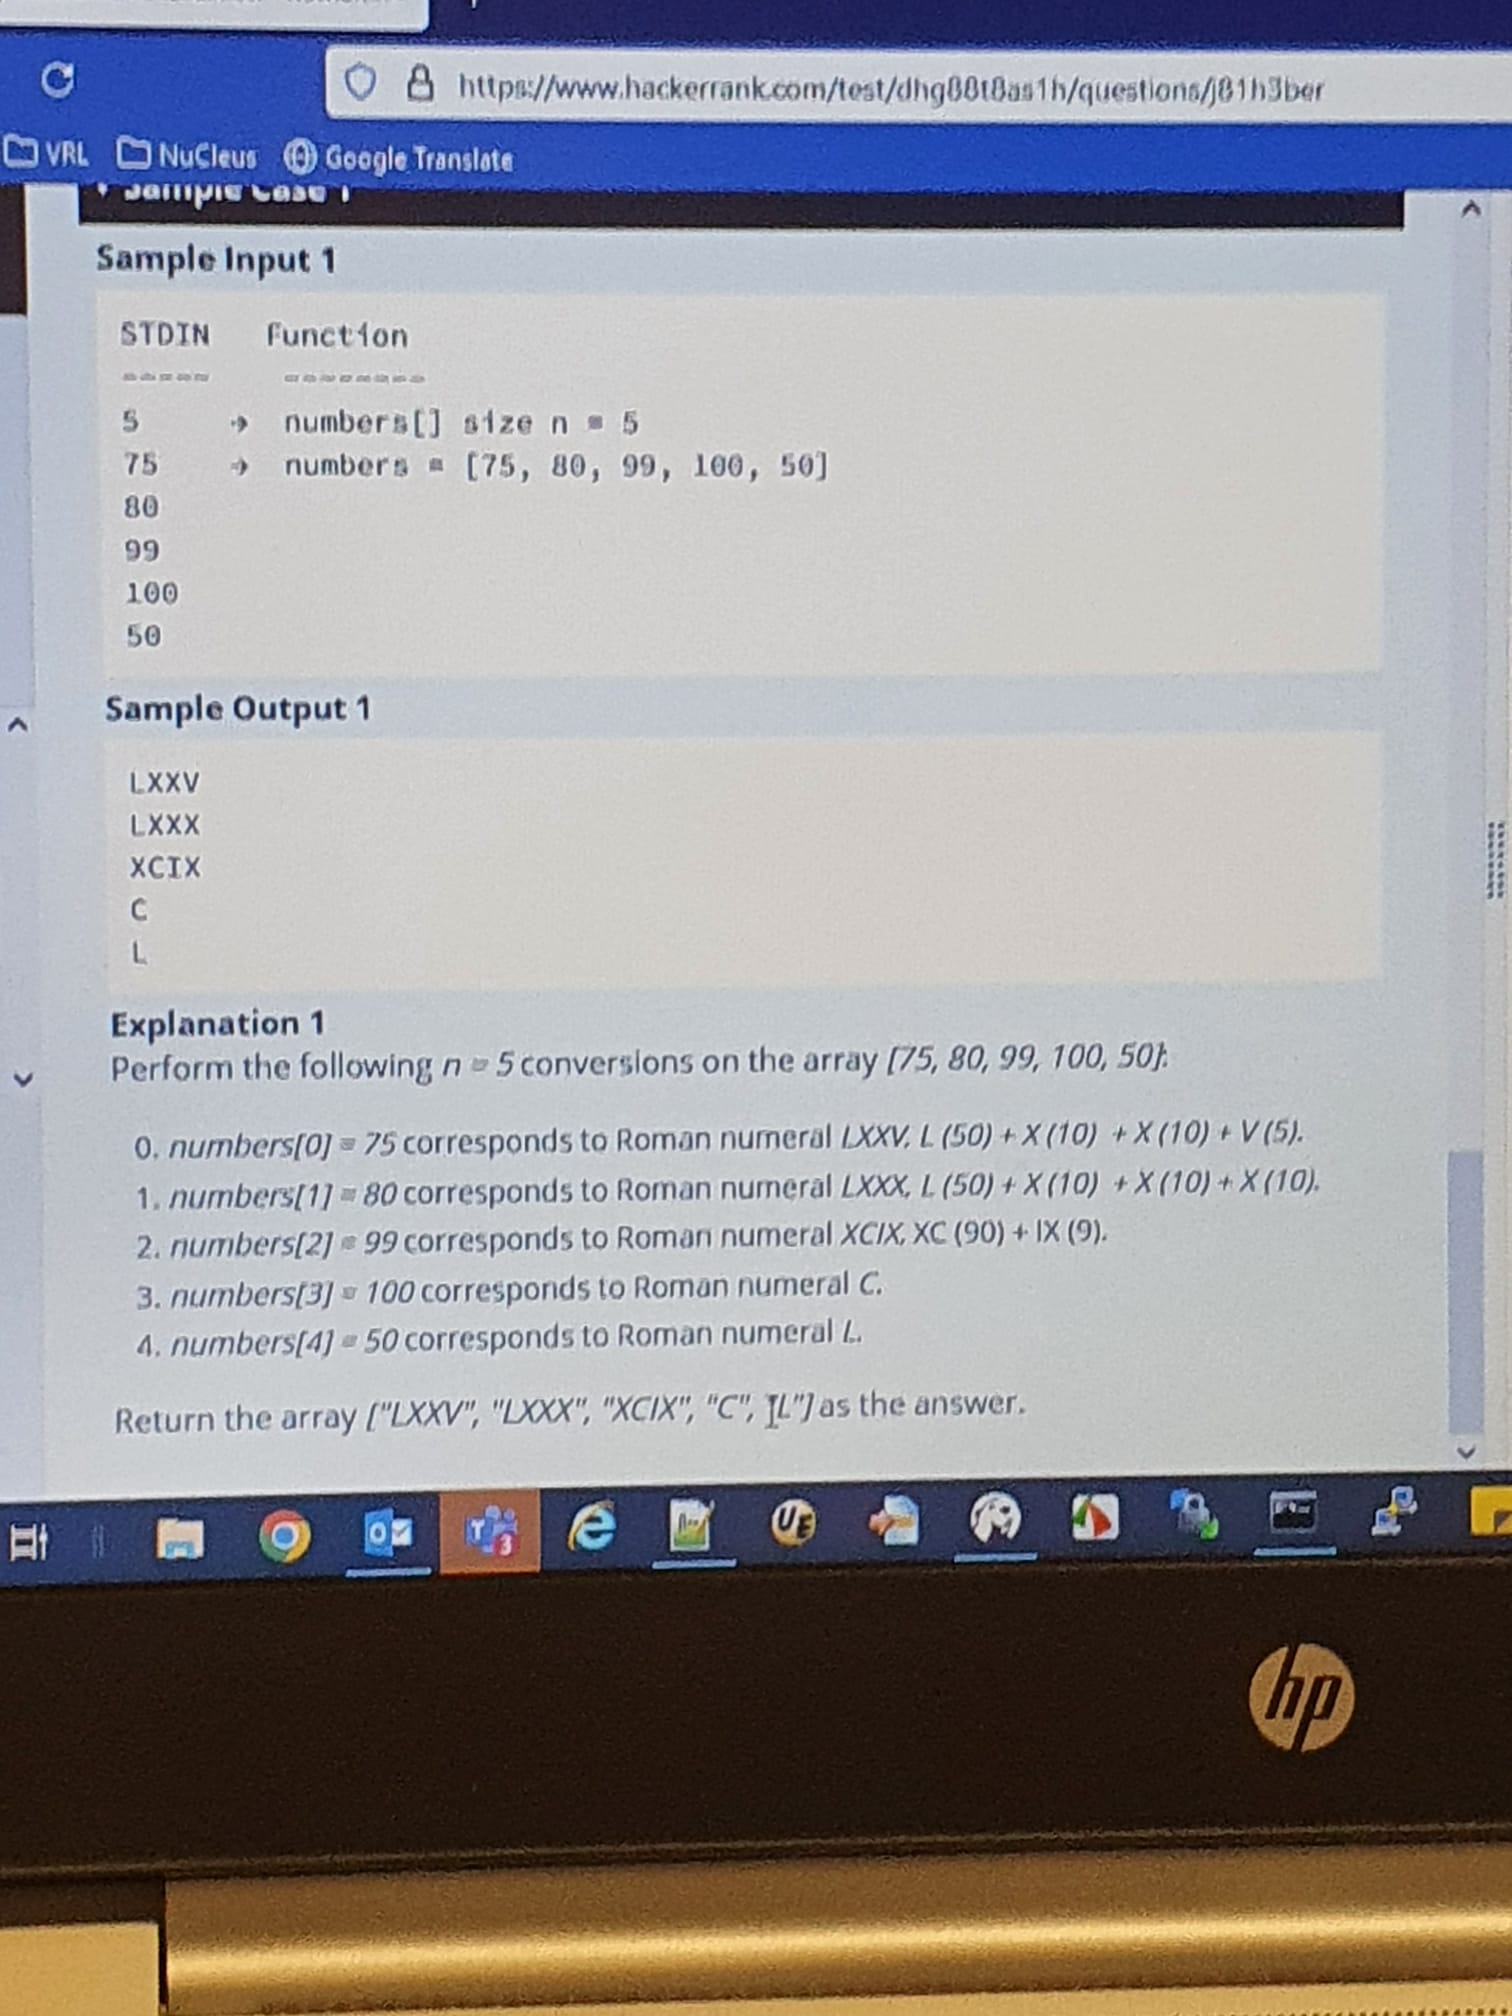 https://www.hackerrank.com/test/dhg88t8as1h/questions/j81h3ber
VRL NuCleus Google Translate
Sample Case 1
Sample Input 1
STDIN Function
----- --------
5 → numbers[] size n = 5
75 → numbers = [75, 80, 99, 100, 50]
80
99
100
50
Sample Output 1
LXXV
LXXX
XCIX
C
L
Explanation 1
Perform the following n = 5 conversions on the array [75, 80, 99, 100, 50]:
0. numbers[0] = 75 corresponds to Roman numeral LXXV, L (50) + X (10) + X (10) + V (5).
1. numbers[1] = 80 corresponds to Roman numeral LXXX, L (50) + X (10) + X (10) + X (10).
2. numbers[2] = 99 corresponds to Roman numeral XCIX, XC (90) + IX (9).
3. numbers[3] = 100 corresponds to Roman numeral C.
4. numbers[4] = 50 corresponds to Roman numeral L.
Return the array ["LXXV", "LXXX", "XCIX", "C", "L"] as the answer.
T 3 UE
hp